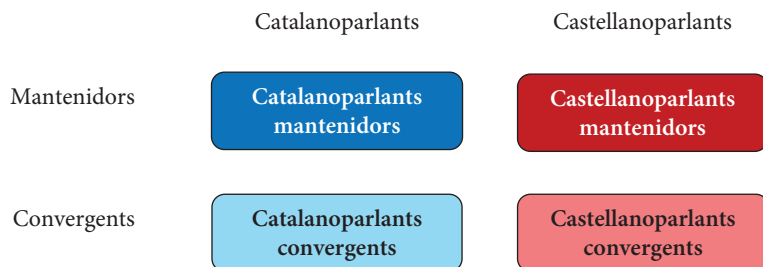 Catalanoparlants Castellanoparlants
Mantenidors
Catalanoparlants
mantenidors
Castellanoparlants
mantenidors
Convergents
Catalanoparlants
convergents
Castellanoparlants
convergents